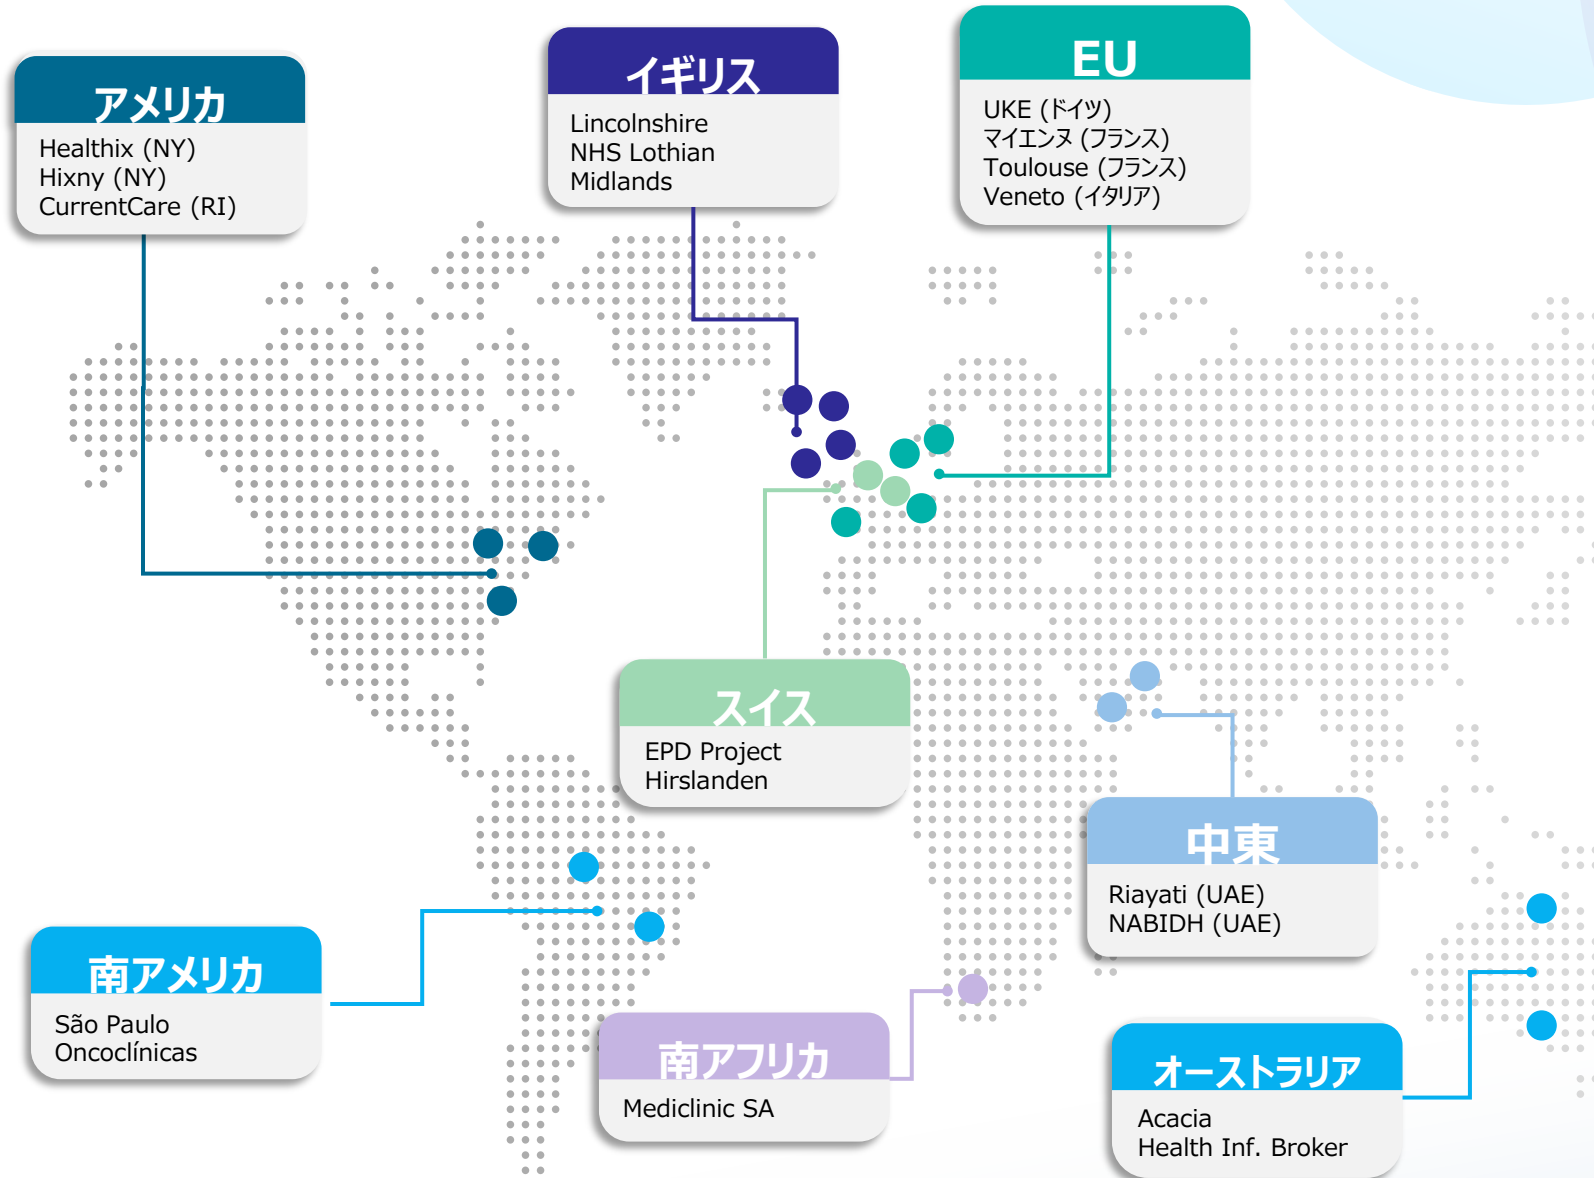 アメリカ
Healthix (NY)
Hixny (NY)
CurrentCare (RI)
イギリス
Lincolnshire
NHS Lothian
Midlands
EU
UKE (ドイツ)
マイエンヌ (フランス)
Toulouse (フランス)
Veneto (イタリア)
スイス
EPD Project
Hirslanden
中東
Riayati (UAE)
NABIDH (UAE)
南アメリカ
São Paulo
Oncoclínicas
南アフリカ
Mediclinic SA
オーストラリア
Acacia
Health Inf. Broker